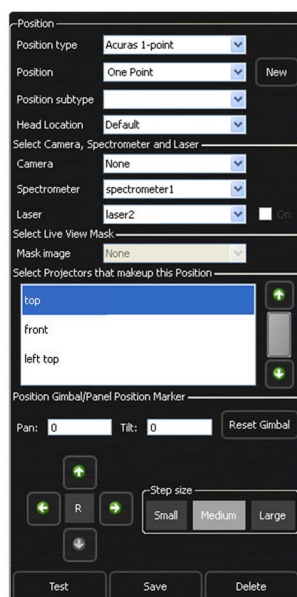 Position
Position type Acuras 1-point
Position One Point New
Position subtype
Head Location Default
Select Camera, Spectrometer and Laser
Camera None
Spectrometer spectrometer1
Laser laser2 On
Select Live View Mask
Mask image None
Select Projectors that makeup this Position
top
front
left top
Position Gimbal/Panel Position Marker
Pan: 0 Tilt: 0 Reset Gimbal
Step size
R Small Medium Large
Test Save Delete